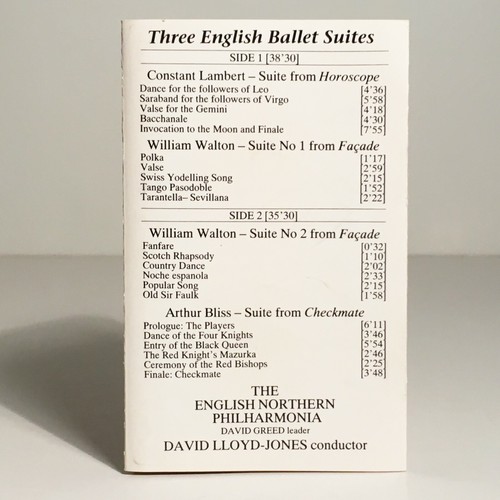 Three English Ballet Suites
SIDE 1 [38'30]
Constant Lambert – Suite from Horoscope
Dance for the followers of Leo [4'36]
Saraband for the followers of Virgo [5'58]
Valse for the Gemini [4'18]
Bacchanale [4'30]
Invocation to the Moon and Finale [7'55]
William Walton – Suite No 1 from Façade
Polka [1'17]
Valse [2'59]
Swiss Yodelling Song [2'15]
Tango Pasodoble [1'52]
Tarantella– Sevillana [2'22]
SIDE 2 [35'30]
William Walton – Suite No 2 from Façade
Fanfare [0'32]
Scotch Rhapsody [1'10]
Country Dance [2'02]
Noche espanola [2'33]
Popular Song [2'15]
Old Sir Faulk [1'58]
Arthur Bliss – Suite from Checkmate
Prologue: The Players [6'11]
Dance of the Four Knights [3'46]
Entry of the Black Queen [5'54]
The Red Knight's Mazurka [2'46]
Ceremony of the Red Bishops [2'25]
Finale: Checkmate [3'48]
THE
ENGLISH NORTHERN
PHILHARMONIA
DAVID GREED leader
DAVID LLOYD-JONES conductor